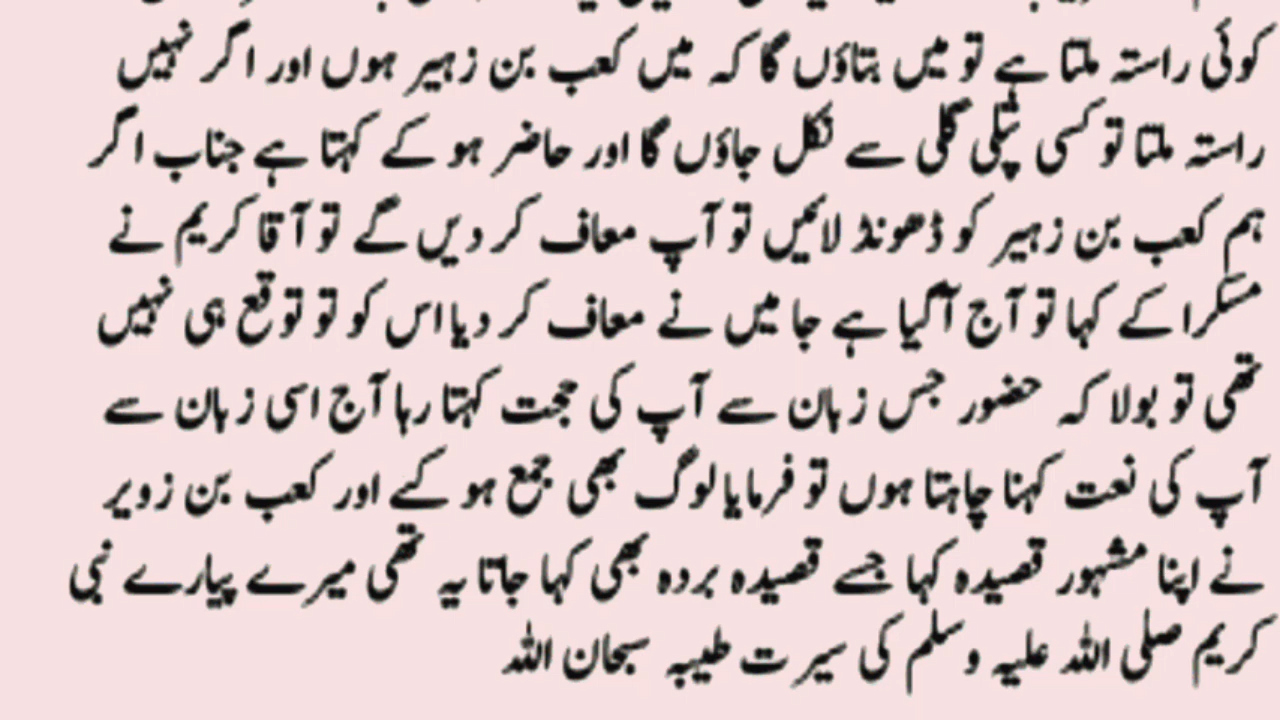 کوئی راستہ ملتا ہے تو میں بتاؤں گا کہ میں کعب بن زہیر ہوں اور اگر نہیں
راستہ ملتا تو کسی پتلی گلی سے نکل جاؤں گا اور حاضر ہو کے کہتا ہے جناب اگر
ہم کعب بن زہیر کو ڈھونڈ لائیں تو آپ معاف کر دیں گے تو آقا کریم نے
مسکرا کے کہا تو آج آگیا ہے جا میں نے معاف کر دیا اس کو تو توقع ہی نہیں
تھی تو بولا کہ حضور جس زبان سے آپ کی حجت کہتا رہا آج اسی زبان سے
آپ کی نعت کہنا چاہتا ہوں تو فرمایا لوگ بھی جمع ہو کیے اور کعب بن زویر
نے اپنا مشہور قصیدہ کہا جسے قصیدہ بردہ بھی کہا جاتا یہ تھی میرے پیارے نبی
کریم صلی اللہ علیہ وسلم کی سیرت طیبہ سبحان اللہ